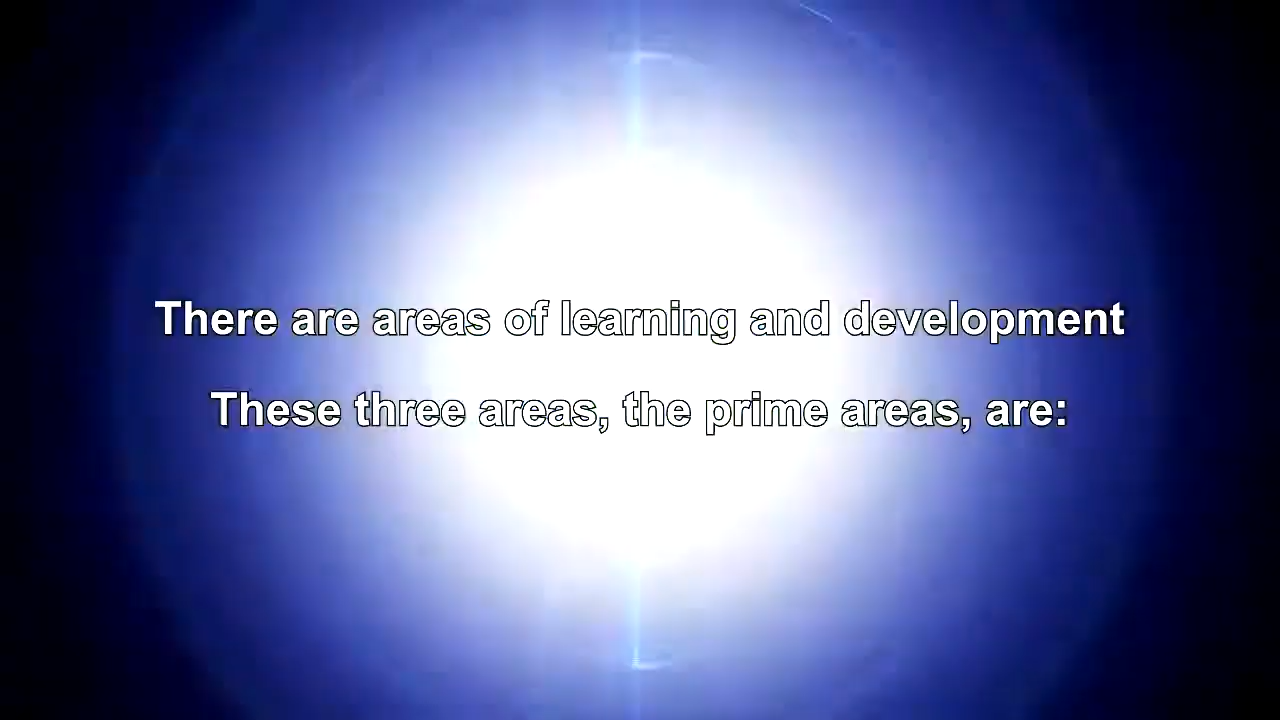 There are areas of learning and development
These three areas, the prime areas, are: